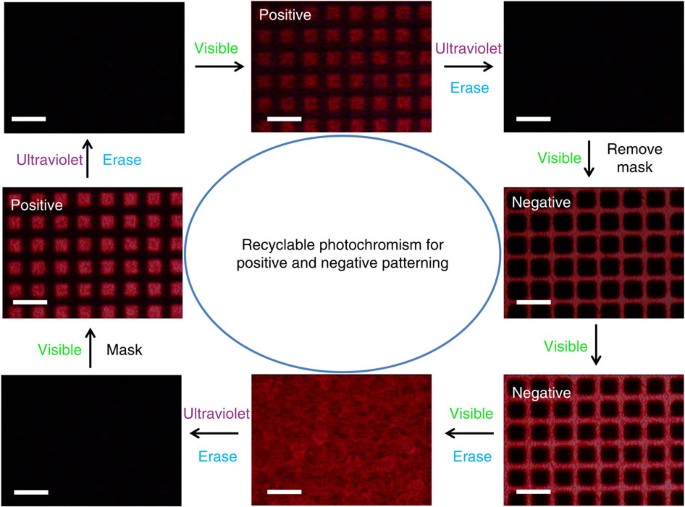 Positive
Visible
Ultraviolet
Erase
Visible
Remove
mask
Ultraviolet
Erase
Positive
Negative
Recyclable photochromism for
positive and negative patterning
Visible
Mask
Visible
Negative
Ultraviolet
Erase
Visible
Erase